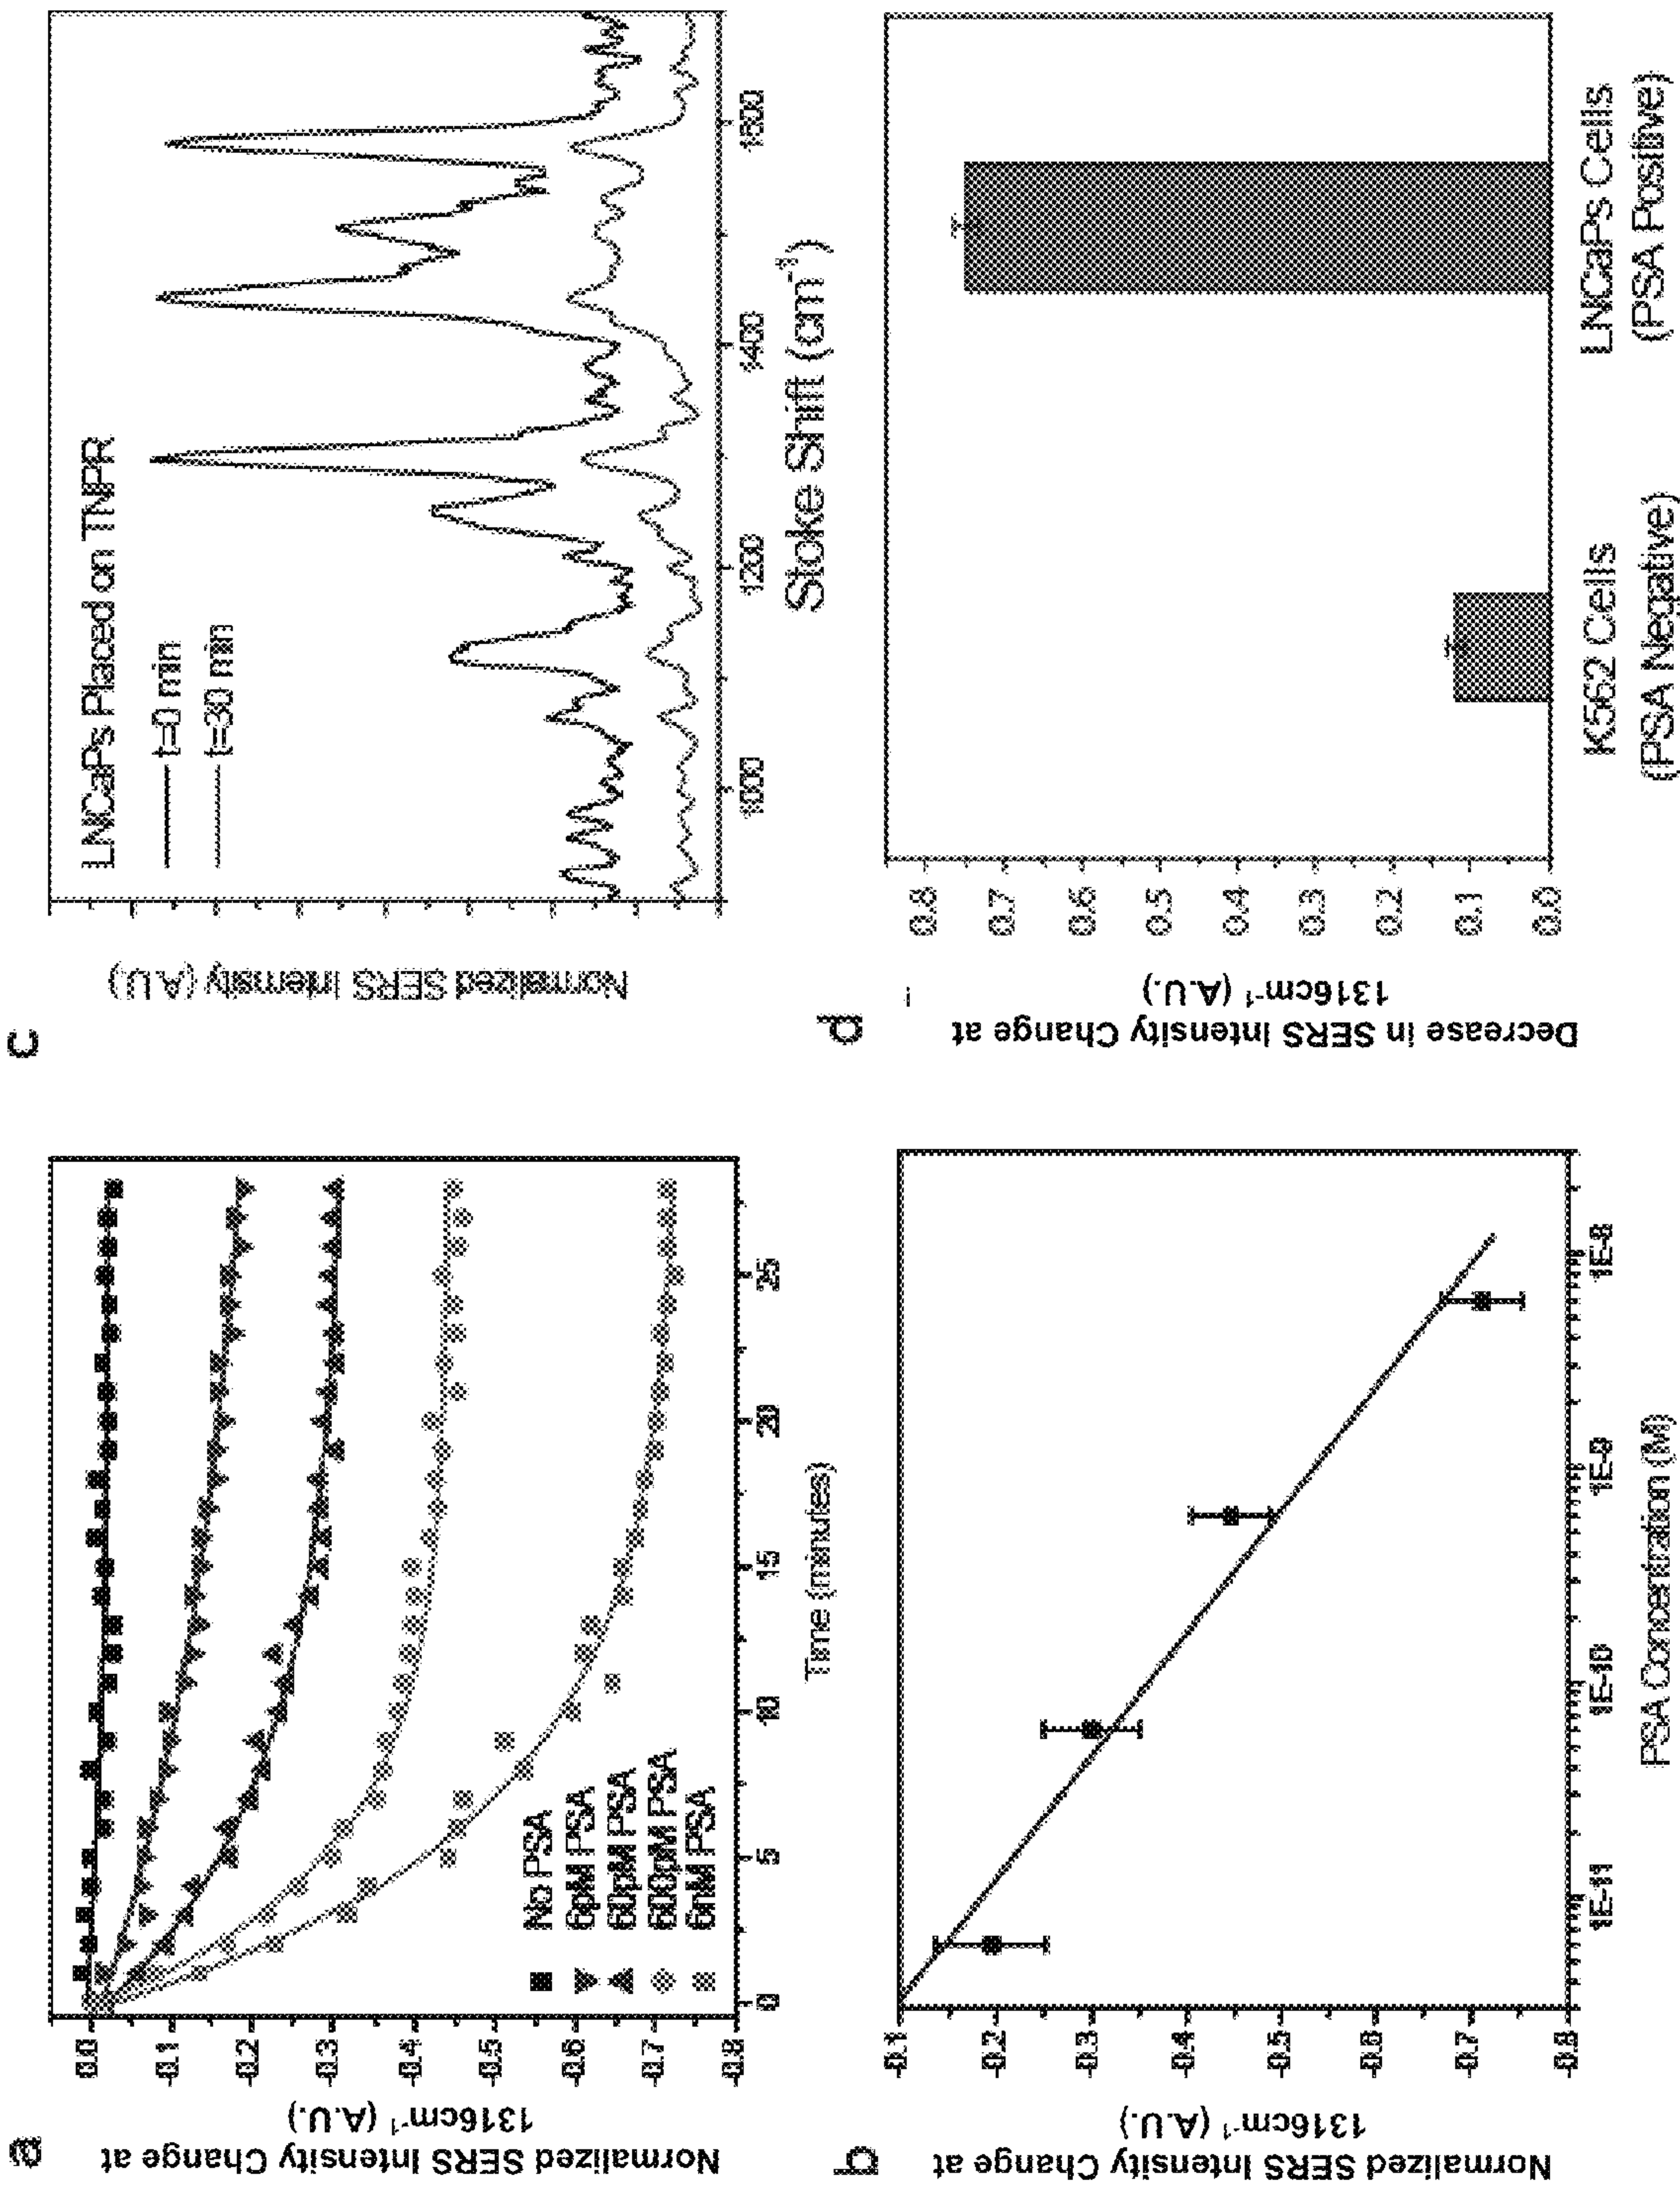 a
Normalized SERS Intensity Change at
1316cm⁻¹ (A.U.)
0.0
-0.1
-0.2
-0.3
-0.4
-0.5
-0.6
-0.7
-0.8
No PSA
6pM PSA
60pM PSA
600pM PSA
6nM PSA
0
5
10
15
20
25
Time (minutes)
b
Normalized SERS Intensity Change at
1316cm⁻¹ (A.U.)
-0.1
-0.2
-0.3
-0.4
-0.5
-0.6
-0.7
-0.8
1E-11
1E-10
1E-9
1E-8
PSA Concentration (M)
c
Normalized SERS Intensity (A.U.)
LNCaPs Placed on TNPR
t=0 min
t=30 min
1000
1200
1400
1600
Stoke Shift (cm⁻¹)
d
Decrease in SERS Intensity Change at
1316cm⁻¹ (A.U.)
0.8
0.7
0.6
0.5
0.4
0.3
0.2
0.1
0.0
K562 Cells
(PSA Negative)
LNCaPs Cells
(PSA Positive)